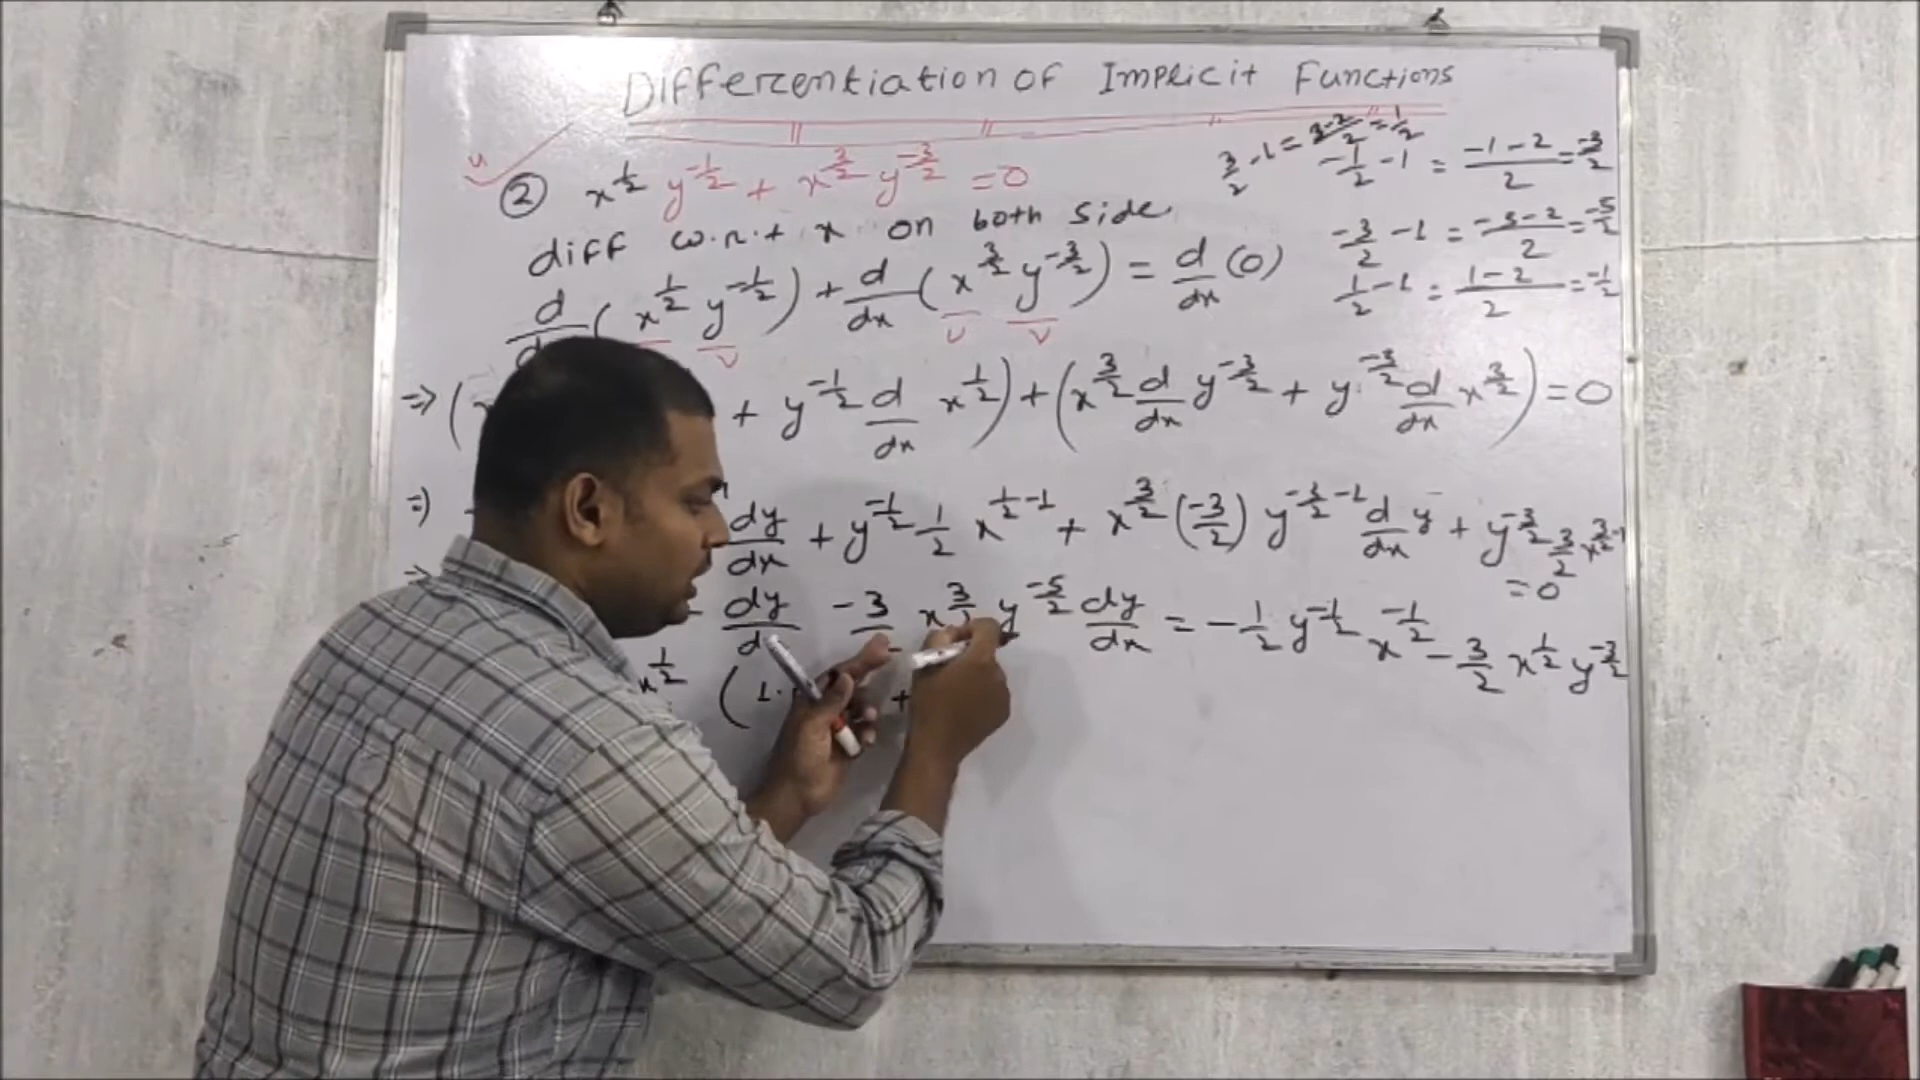 Differentiation of Implicit Functions
② x^{1/2} y^{-1/2} + x^{3/2} y^{-3/2} = 0
3/2 - 1 = 3-2/2 = 1/2
-1/2 - 1 = -1-2/2 = -3/2
-3/2 - 1 = -3-2/2 = -5/2
1/2 - 1 = 1-2/2 = -1/2
diff w.r.t x on both side.
d/dx (x^{1/2} y^{-1/2}) + d/dx (x^{3/2} y^{-3/2}) = d/dx (0)
v u v
=> ( + y^{-1/2} d/dx x^{1/2}) + (x^{3/2} d/dx y^{-3/2} + y^{-3/2} d/dx x^{3/2}) = 0
=> dy/dx + y^{-1/2} 1/2 x^{1/2 -1} + x^{3/2} (-3/2) y^{-3/2 -1} d/dx y + y^{-3/2} 3/2 x^{3/2 -1}
= 0
=> dy/dx - 3 x^{3/2} y^{-5/2} dy/dx = - 1/2 y^{-1/2} x^{-1/2} - 3/2 x^{1/2} y^{-3/2}
x^{1/2} (1. +